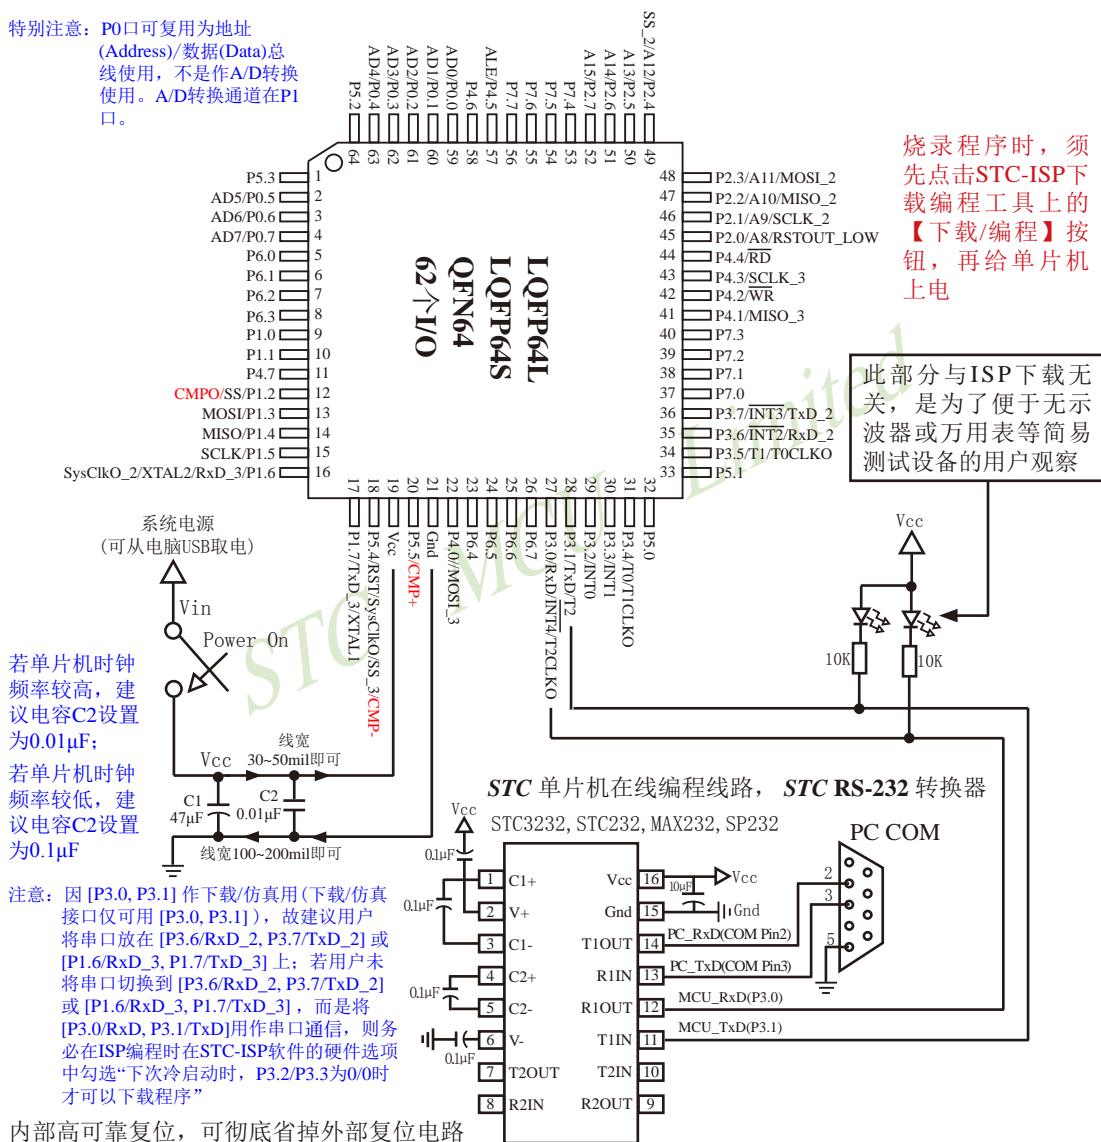 特别注意：P0口可复用为地址
(Address)/数据(Data)总
线使用，不是作A/D转换
使用。A/D转换通道在P1
口。
P5.2
AD4/P0.4
AD3/P0.3
AD2/P0.2
AD1/P0.1
AD0/P0.0
P4.6
ALE/P4.5
P7.7
P7.6
P7.5
P7.4
A15/P2.7
A14/P2.6
A13/P2.5
SS_2/A12/P2.4
64 63 62 61 60 59 58 57 56 55 54 53 52 51 50 49
烧录程序时，须
先点击STC-ISP下
载编程工具上的
【下载/编程】按
钮，再给单片机
上电
P5.3 1
AD5/P0.5 2
AD6/P0.6 3
AD7/P0.7 4
P6.0 5
P6.1 6
P6.2 7
P6.3 8
P1.0 9
P1.1 10
P4.7 11
CMPO/SS/P1.2 12
MOSI/P1.3 13
MISO/P1.4 14
SCLK/P1.5 15
SysClkO_2/XTAL2/RxD_3/P1.6 16
LQFP64L
LQFP64S
QFN64
62个I/O
48 P2.3/A11/MOSI_2
47 P2.2/A10/MISO_2
46 P2.1/A9/SCLK_2
45 P2.0/A8/RSTOUT_LOW
44 P4.4/RD
43 P4.3/SCLK_3
42 P4.2/WR
41 P4.1/MISO_3
40 P7.3
39 P7.2
38 P7.1
37 P7.0
36 P3.7/INT3/TxD_2
35 P3.6/INT2/RxD_2
34 P3.5/T1/T0CLKO
33 P5.1
17 18 19 20 21 22 23 24 25 26 27 28 29 30 31 32
P1.7/TxD_3/XTAL1
P5.4/RST/SysClkO/SS_3/CMP-
Vcc
P5.5/CMP+
Gnd
P4.0//MOSI_3
P6.4
P6.5
P6.6
P6.7
P3.0/RxD/INT4/T2CLKO
P3.1/TxD/T2
P3.2/INT0
P3.3/INT1
P3.4/T0/T1CLKO
P5.0
STC MCU Limited
此部分与ISP下载无
关，是为了便于无示
波器或万用表等简易
测试设备的用户观察
Vcc
10K
10K
系统电源
(可从电脑USB取电)
Vin
Power On
若单片机时钟
频率较高，建
议电容C2设置
为0.01μF；
若单片机时钟
频率较低，建
议电容C2设置
为0.1μF
Vcc
线宽
30~50mil即可
C1
47μF
C2
0.01μF
线宽100~200mil即可
STC 单片机在线编程线路， STC RS-232 转换器
STC3232,STC232,MAX232,SP232
PC COM
Vcc
0.1μF
0.1μF
0.1μF
0.1μF
1 C1+
2 V+
3 C1-
4 C2+
5 C2-
6 V-
7 T2OUT
8 R2IN
Vcc 16
Gnd 15
T1OUT 14
R1IN 13
R1OUT 12
T1IN 11
T2IN 10
R2OUT 9
Vcc
10μF
Gnd
PC_RxD(COM Pin2)
PC_TxD(COM Pin3)
MCU_RxD(P3.0)
MCU_TxD(P3.1)
2
3
5
注意：因 [P3.0, P3.1] 作下载/仿真用(下载/仿真
接口仅可用 [P3.0, P3.1] )，故建议用户
将串口放在 [P3.6/RxD_2, P3.7/TxD_2] 或
[P1.6/RxD_3, P1.7/TxD_3] 上；若用户未
将串口切换到 [P3.6/RxD_2, P3.7/TxD_2]
或 [P1.6/RxD_3, P1.7/TxD_3] ，而是将
[P3.0/RxD, P3.1/TxD]用作串口通信，则务
必在ISP编程时在STC-ISP软件的硬件选项
中勾选“下次冷启动时，P3.2/P3.3为0/0时
才可以下载程序”
内部高可靠复位，可彻底省掉外部复位电路